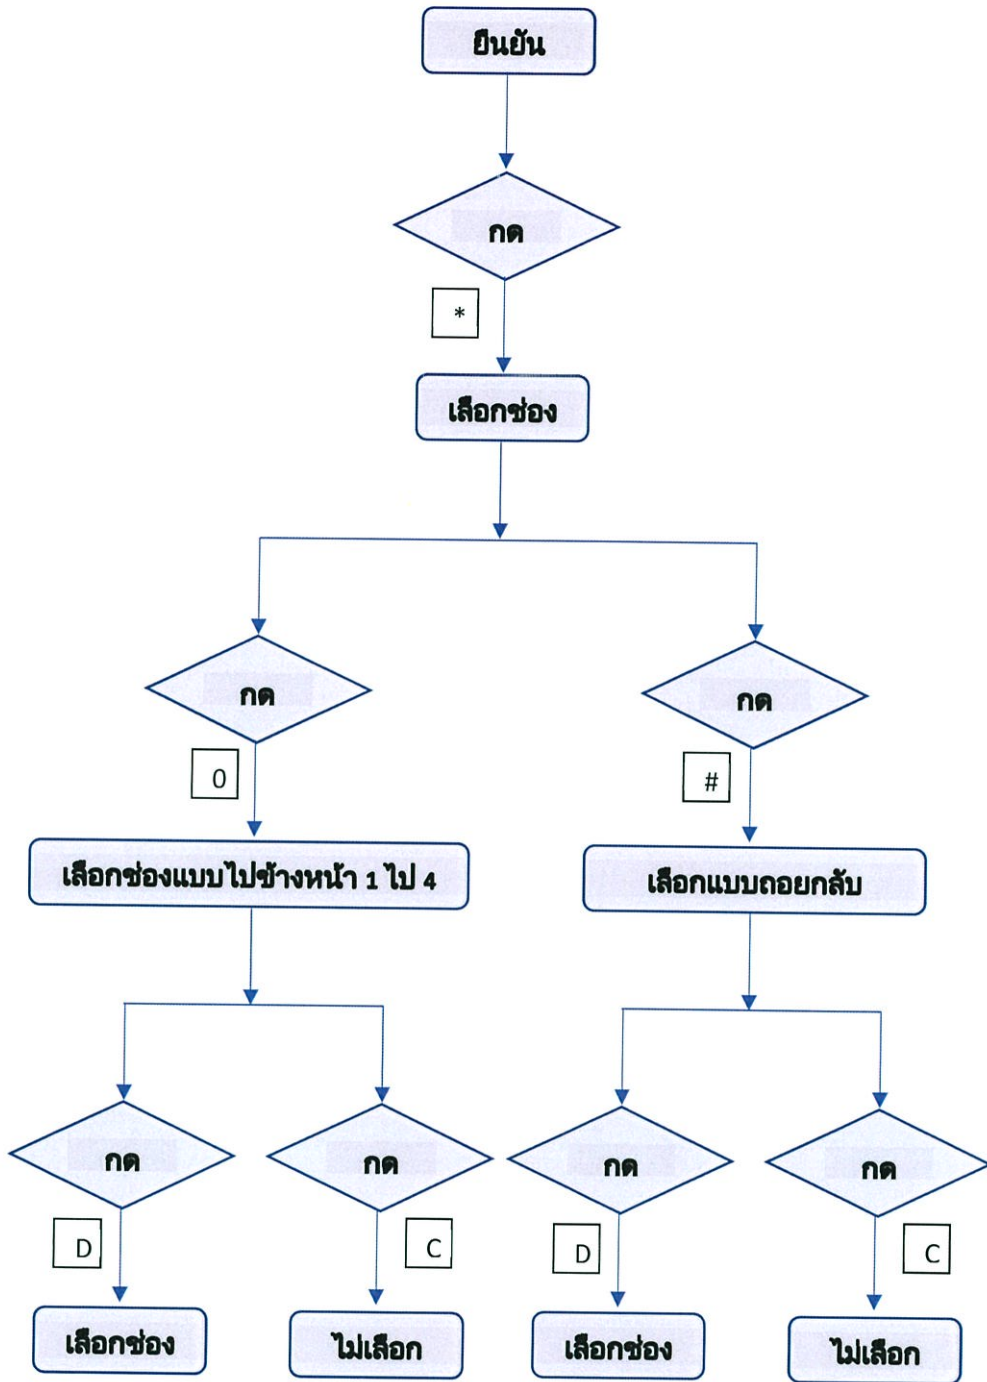 ยืนยัน
กด
*
เลือกช่อง
กด
กด
0
#
เลือกช่องแบบไปข้างหน้า 1 ไป 4
เลือกแบบถอยกลับ
กด
กด
กด
กด
D
C
D
C
เลือกช่อง
ไม่เลือก
เลือกช่อง
ไม่เลือก